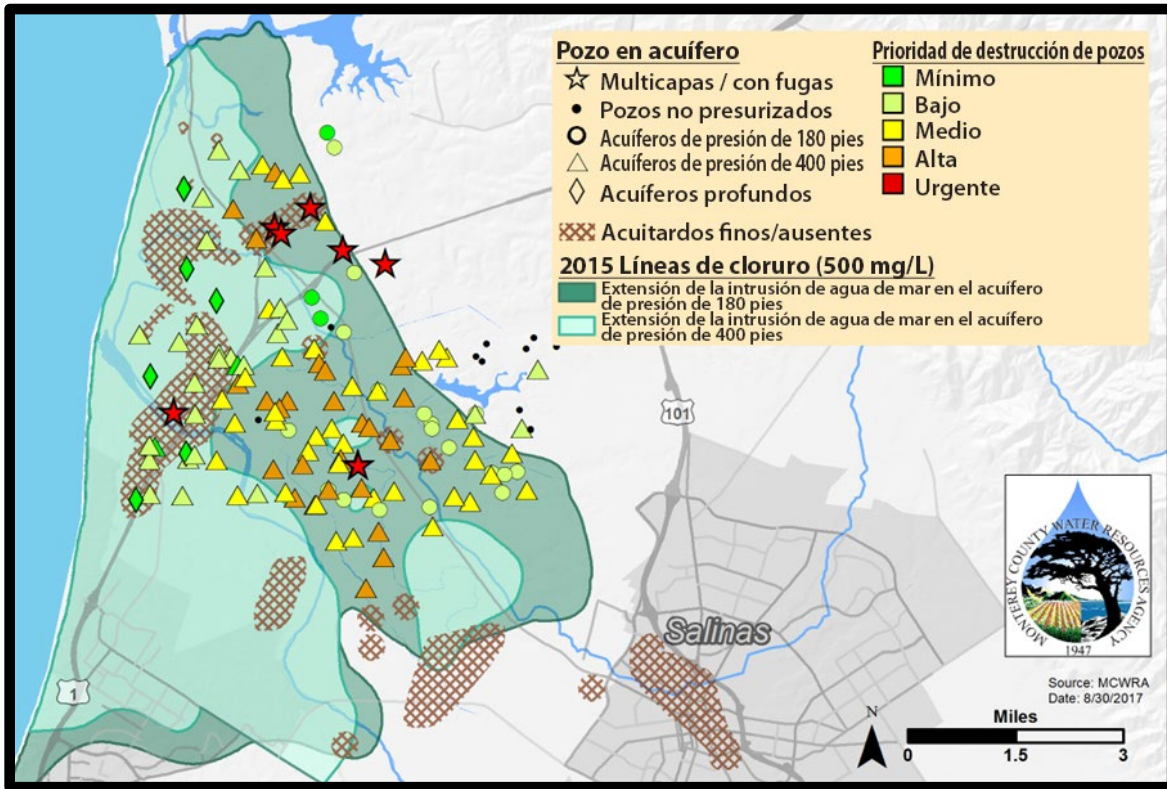 Pozo en acuífero
Multicapas / con fugas
Pozos no presurizados
Acuíferos de presión de 180 pies
Acuíferos de presión de 400 pies
Acuíferos profundos
Acuitardos finos/ausentes
2015 Líneas de cloruro (500 mg/L)
Extensión de la intrusión de agua de mar en el acuífero
de presión de 180 pies
Extensión de la intrusión de agua de mar en el acuífero
de presión de 400 pies
Prioridad de destrucción de pozos
Mínimo
Bajo
Medio
Alta
Urgente
101
Salinas
1
MONTEREY COUNTY WATER RESOURCES AGENCY
1947
Source: MCWRA
Date: 8/30/2017
N
Miles
0 1.5 3